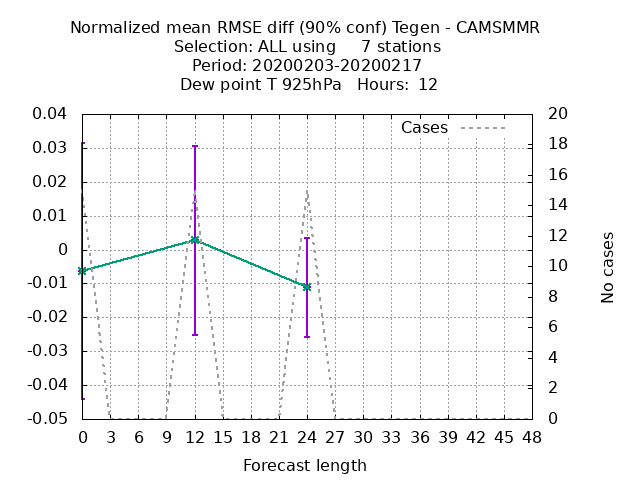 Normalized mean RMSE diff (90% conf) Tegen - CAMSMMR
Selection: ALL using     7 stations
Period: 20200203-20200217
Dew point T 925hPa   Hours:  12
Cases
0.04
0.03
0.02
0.01
0
-0.01
-0.02
-0.03
-0.04
-0.05
20
18
16
14
12
10
8
6
4
2
0
No cases
0 3 6 9 12 15 18 21 24 27 30 33 36 39 42 45 48
Forecast length